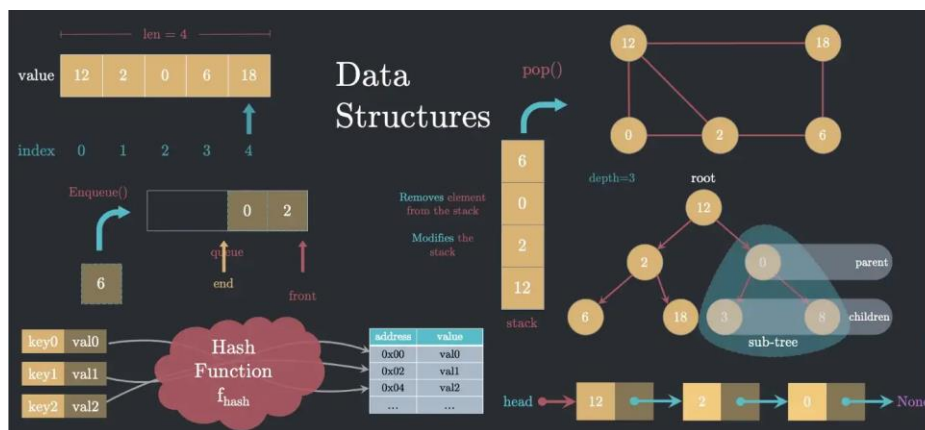 len = 4
value 12 2 0 6 18
index 0 1 2 3 4
Data
Structures
Enqueue()
0 2
queue
6
end
front
pop()
6
0
2
12
stack
Removes element
from the stack
Modifies the
stack
12 18
0 2 6
depth=3
root
12
2 0
parent
6 18 3 8
children
sub-tree
key0 val0
key1 val1
key2 val2
Hash
Function
fhash
address value
0x00 val0
0x02 val1
0x04 val2
... ...
head 12 2 0 None